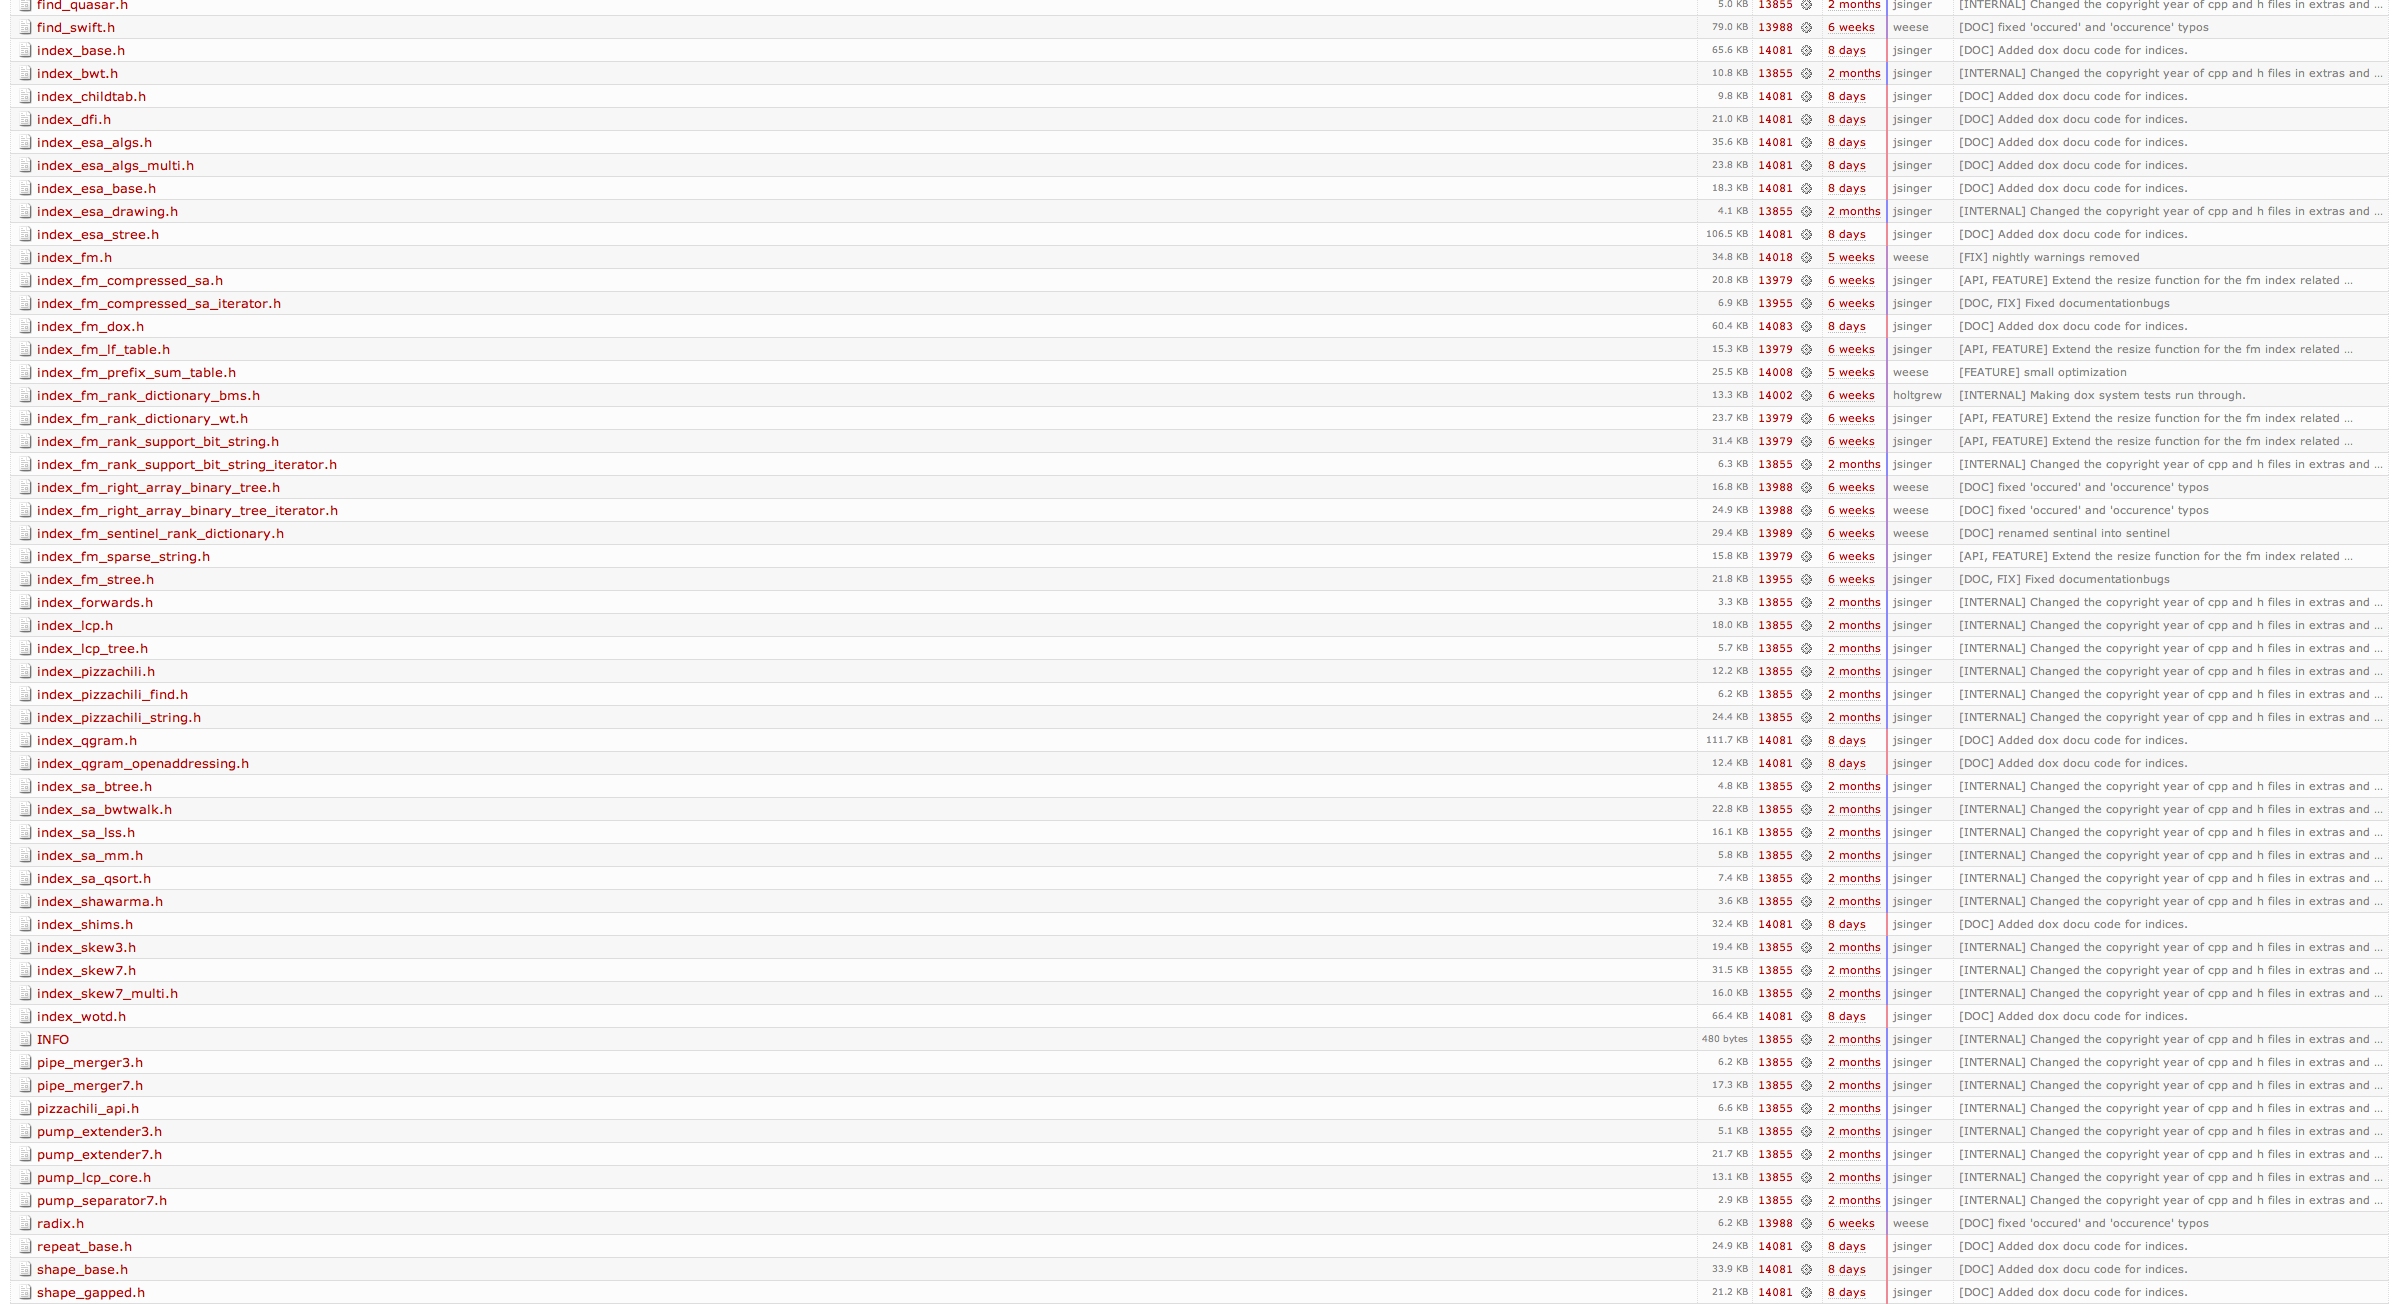 find_quasar.h 5.0 KB 13855 2 months jsinger [INTERNAL] Changed the copyright year of cpp and h files in extras and ...
find_swift.h 79.0 KB 13988 6 weeks weese [DOC] fixed 'occured' and 'occurence' typos
index_base.h 65.6 KB 14081 8 days jsinger [DOC] Added dox docu code for indices.
index_bwt.h 10.8 KB 13855 2 months jsinger [INTERNAL] Changed the copyright year of cpp and h files in extras and ...
index_childtab.h 9.8 KB 14081 8 days jsinger [DOC] Added dox docu code for indices.
index_dfi.h 21.0 KB 14081 8 days jsinger [DOC] Added dox docu code for indices.
index_esa_algs.h 35.6 KB 14081 8 days jsinger [DOC] Added dox docu code for indices.
index_esa_algs_multi.h 23.8 KB 14081 8 days jsinger [DOC] Added dox docu code for indices.
index_esa_base.h 18.3 KB 14081 8 days jsinger [DOC] Added dox docu code for indices.
index_esa_drawing.h 4.1 KB 13855 2 months jsinger [INTERNAL] Changed the copyright year of cpp and h files in extras and ...
index_esa_stree.h 106.5 KB 14081 8 days jsinger [DOC] Added dox docu code for indices.
index_fm.h 34.8 KB 14018 5 weeks weese [FIX] nightly warnings removed
index_fm_compressed_sa.h 20.8 KB 13979 6 weeks jsinger [API, FEATURE] Extend the resize function for the fm index related ...
index_fm_compressed_sa_iterator.h 6.9 KB 13955 6 weeks jsinger [DOC, FIX] Fixed documentationbugs
index_fm_dox.h 60.4 KB 14083 8 days jsinger [DOC] Added dox docu code for indices.
index_fm_lf_table.h 15.3 KB 13979 6 weeks jsinger [API, FEATURE] Extend the resize function for the fm index related ...
index_fm_prefix_sum_table.h 25.5 KB 14008 5 weeks weese [FEATURE] small optimization
index_fm_rank_dictionary_bms.h 13.3 KB 14002 6 weeks holtgrew [INTERNAL] Making dox system tests run through.
index_fm_rank_dictionary_wt.h 23.7 KB 13979 6 weeks jsinger [API, FEATURE] Extend the resize function for the fm index related ...
index_fm_rank_support_bit_string.h 31.4 KB 13979 6 weeks jsinger [API, FEATURE] Extend the resize function for the fm index related ...
index_fm_rank_support_bit_string_iterator.h 6.3 KB 13855 2 months jsinger [INTERNAL] Changed the copyright year of cpp and h files in extras and ...
index_fm_right_array_binary_tree.h 16.8 KB 13988 6 weeks weese [DOC] fixed 'occured' and 'occurence' typos
index_fm_right_array_binary_tree_iterator.h 24.9 KB 13988 6 weeks weese [DOC] fixed 'occured' and 'occurence' typos
index_fm_sentinel_rank_dictionary.h 29.4 KB 13989 6 weeks weese [DOC] renamed sentinal into sentinel
index_fm_sparse_string.h 15.8 KB 13979 6 weeks jsinger [API, FEATURE] Extend the resize function for the fm index related ...
index_fm_stree.h 21.8 KB 13955 6 weeks jsinger [DOC, FIX] Fixed documentationbugs
index_forwards.h 3.3 KB 13855 2 months jsinger [INTERNAL] Changed the copyright year of cpp and h files in extras and ...
index_lcp.h 18.0 KB 13855 2 months jsinger [INTERNAL] Changed the copyright year of cpp and h files in extras and ...
index_lcp_tree.h 5.7 KB 13855 2 months jsinger [INTERNAL] Changed the copyright year of cpp and h files in extras and ...
index_pizzachili.h 12.2 KB 13855 2 months jsinger [INTERNAL] Changed the copyright year of cpp and h files in extras and ...
index_pizzachili_find.h 6.2 KB 13855 2 months jsinger [INTERNAL] Changed the copyright year of cpp and h files in extras and ...
index_pizzachili_string.h 24.4 KB 13855 2 months jsinger [INTERNAL] Changed the copyright year of cpp and h files in extras and ...
index_qgram.h 111.7 KB 14081 8 days jsinger [DOC] Added dox docu code for indices.
index_qgram_openaddressing.h 12.4 KB 14081 8 days jsinger [DOC] Added dox docu code for indices.
index_sa_btree.h 4.8 KB 13855 2 months jsinger [INTERNAL] Changed the copyright year of cpp and h files in extras and ...
index_sa_bwtwalk.h 22.8 KB 13855 2 months jsinger [INTERNAL] Changed the copyright year of cpp and h files in extras and ...
index_sa_lss.h 16.1 KB 13855 2 months jsinger [INTERNAL] Changed the copyright year of cpp and h files in extras and ...
index_sa_mm.h 5.8 KB 13855 2 months jsinger [INTERNAL] Changed the copyright year of cpp and h files in extras and ...
index_sa_qsort.h 7.4 KB 13855 2 months jsinger [INTERNAL] Changed the copyright year of cpp and h files in extras and ...
index_shawarma.h 3.6 KB 13855 2 months jsinger [INTERNAL] Changed the copyright year of cpp and h files in extras and ...
index_shims.h 32.4 KB 14081 8 days jsinger [DOC] Added dox docu code for indices.
index_skew3.h 19.4 KB 13855 2 months jsinger [INTERNAL] Changed the copyright year of cpp and h files in extras and ...
index_skew7.h 31.5 KB 13855 2 months jsinger [INTERNAL] Changed the copyright year of cpp and h files in extras and ...
index_skew7_multi.h 16.0 KB 13855 2 months jsinger [INTERNAL] Changed the copyright year of cpp and h files in extras and ...
index_wotd.h 66.4 KB 14081 8 days jsinger [DOC] Added dox docu code for indices.
INFO 480 bytes 13855 2 months jsinger [INTERNAL] Changed the copyright year of cpp and h files in extras and ...
pipe_merger3.h 6.2 KB 13855 2 months jsinger [INTERNAL] Changed the copyright year of cpp and h files in extras and ...
pipe_merger7.h 17.3 KB 13855 2 months jsinger [INTERNAL] Changed the copyright year of cpp and h files in extras and ...
pizzachili_api.h 6.6 KB 13855 2 months jsinger [INTERNAL] Changed the copyright year of cpp and h files in extras and ...
pump_extender3.h 5.1 KB 13855 2 months jsinger [INTERNAL] Changed the copyright year of cpp and h files in extras and ...
pump_extender7.h 21.7 KB 13855 2 months jsinger [INTERNAL] Changed the copyright year of cpp and h files in extras and ...
pump_lcp_core.h 13.1 KB 13855 2 months jsinger [INTERNAL] Changed the copyright year of cpp and h files in extras and ...
pump_separator7.h 2.9 KB 13855 2 months jsinger [INTERNAL] Changed the copyright year of cpp and h files in extras and ...
radix.h 6.2 KB 13988 6 weeks weese [DOC] fixed 'occured' and 'occurence' typos
repeat_base.h 24.9 KB 14081 8 days jsinger [DOC] Added dox docu code for indices.
shape_base.h 33.9 KB 14081 8 days jsinger [DOC] Added dox docu code for indices.
shape_gapped.h 21.2 KB 14081 8 days jsinger [DOC] Added dox docu code for indices.